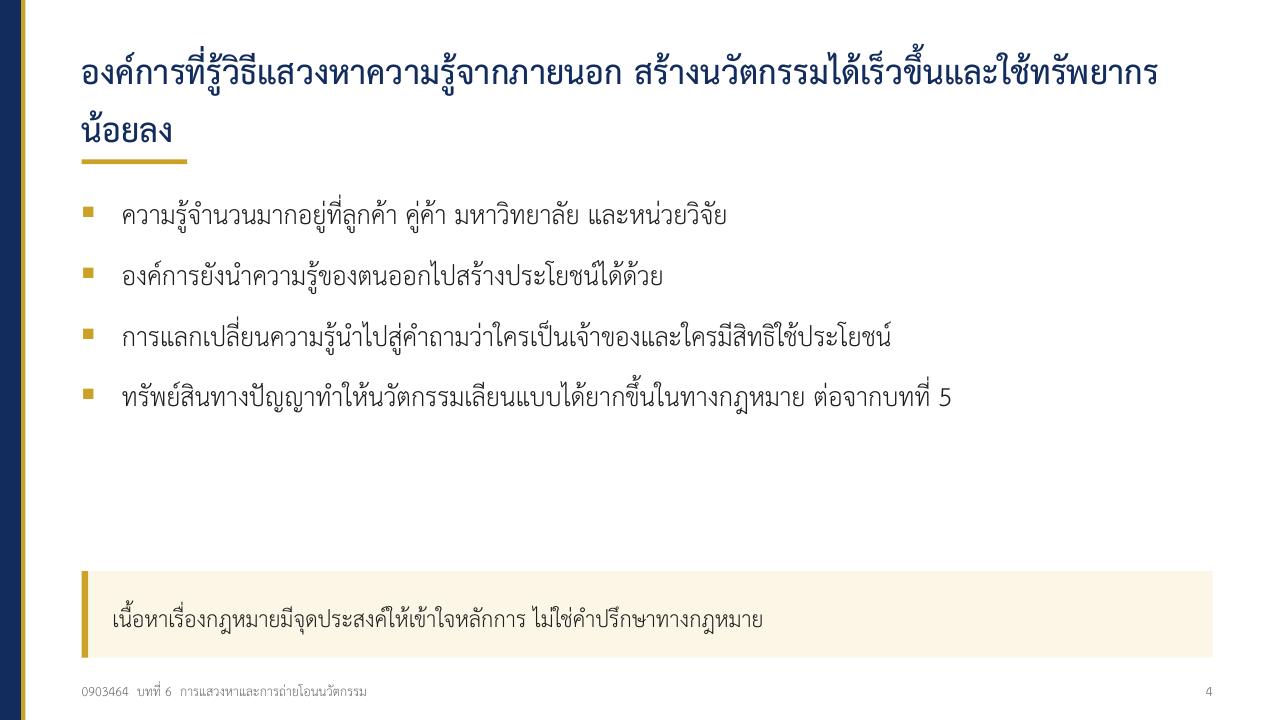 องค์การที่รู้วิธีแสวงหาความรู้จากภายนอก สร้างนวัตกรรมได้เร็วขึ้นและใช้ทรัพยากร
น้อยลง
ความรู้จำนวนมากอยู่ที่ลูกค้า คู่ค้า มหาวิทยาลัย และหน่วยวิจัย
องค์การยังนำความรู้ของตนออกไปสร้างประโยชน์ได้ด้วย
การแลกเปลี่ยนความรู้นำไปสู่คำถามว่าใครเป็นเจ้าของและใครมีสิทธิใช้ประโยชน์
ทรัพย์สินทางปัญญาทำให้นวัตกรรมเลียนแบบได้ยากขึ้นในทางกฎหมาย ต่อจากบทที่ 5
เนื้อหาเรื่องกฎหมายมีจุดประสงค์ให้เข้าใจหลักการ ไม่ใช่คำปรึกษาทางกฎหมาย
0903464 บทที่ 6 การแสวงหาและการถ่ายโอนนวัตกรรม
4